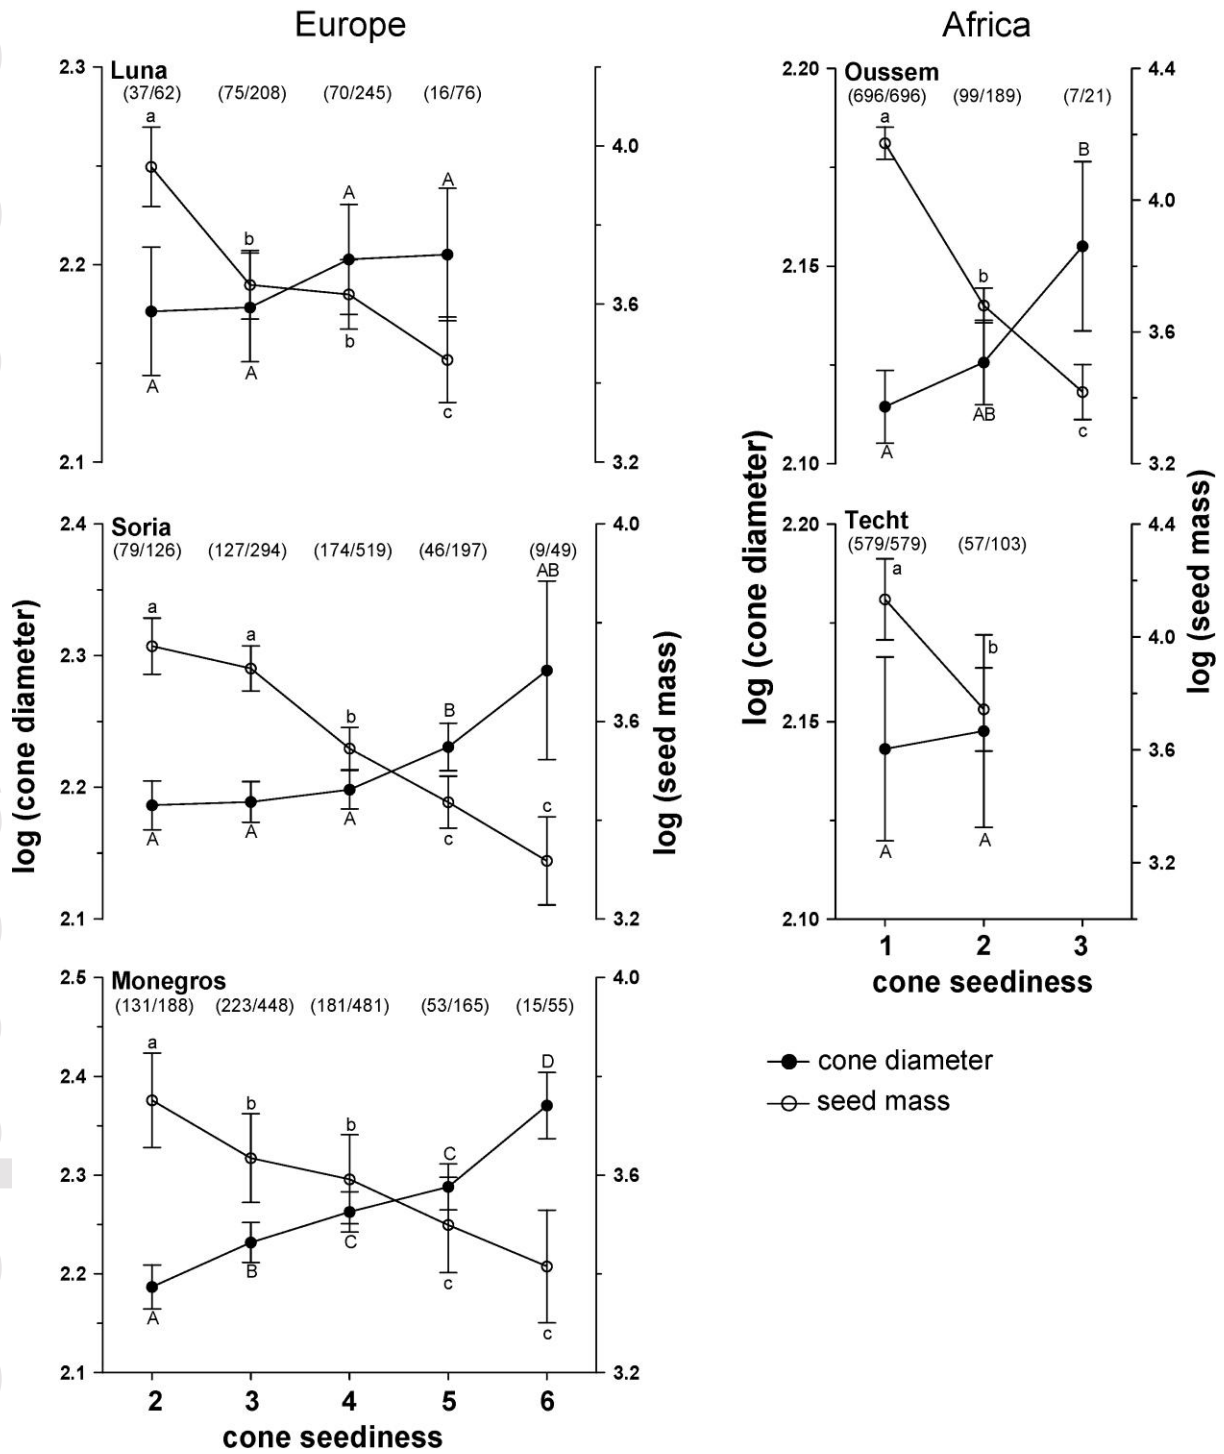 Europe
Africa
Luna
(37/62) (75/208) (70/245) (16/76)
2.3
2.2
2.1
4.0
3.6
3.2
a
b
b
c
A
A
A
A
Oussem
(696/696) (99/189) (7/21)
2.20
2.15
2.10
4.4
4.0
3.6
3.2
a
b
c
A
AB
B
Soria
(79/126) (127/294) (174/519) (46/197) (9/49)
2.4
2.3
2.2
2.1
4.0
3.6
3.2
a
a
b
c
c
A
A
A
B
AB
Techt
(579/579) (57/103)
2.20
2.15
2.10
4.4
4.0
3.6
3.2
a
b
A
A
1 2 3
cone seediness
log (cone diameter)
log (seed mass)
log (cone diameter)
log (seed mass)
Monegros
(131/188) (223/448) (181/481) (53/165) (15/55)
2.5
2.4
2.3
2.2
2.1
4.0
3.6
3.2
a
b
b
c
c
A
B
C
C
D
2 3 4 5 6
cone seediness
cone diameter
seed mass